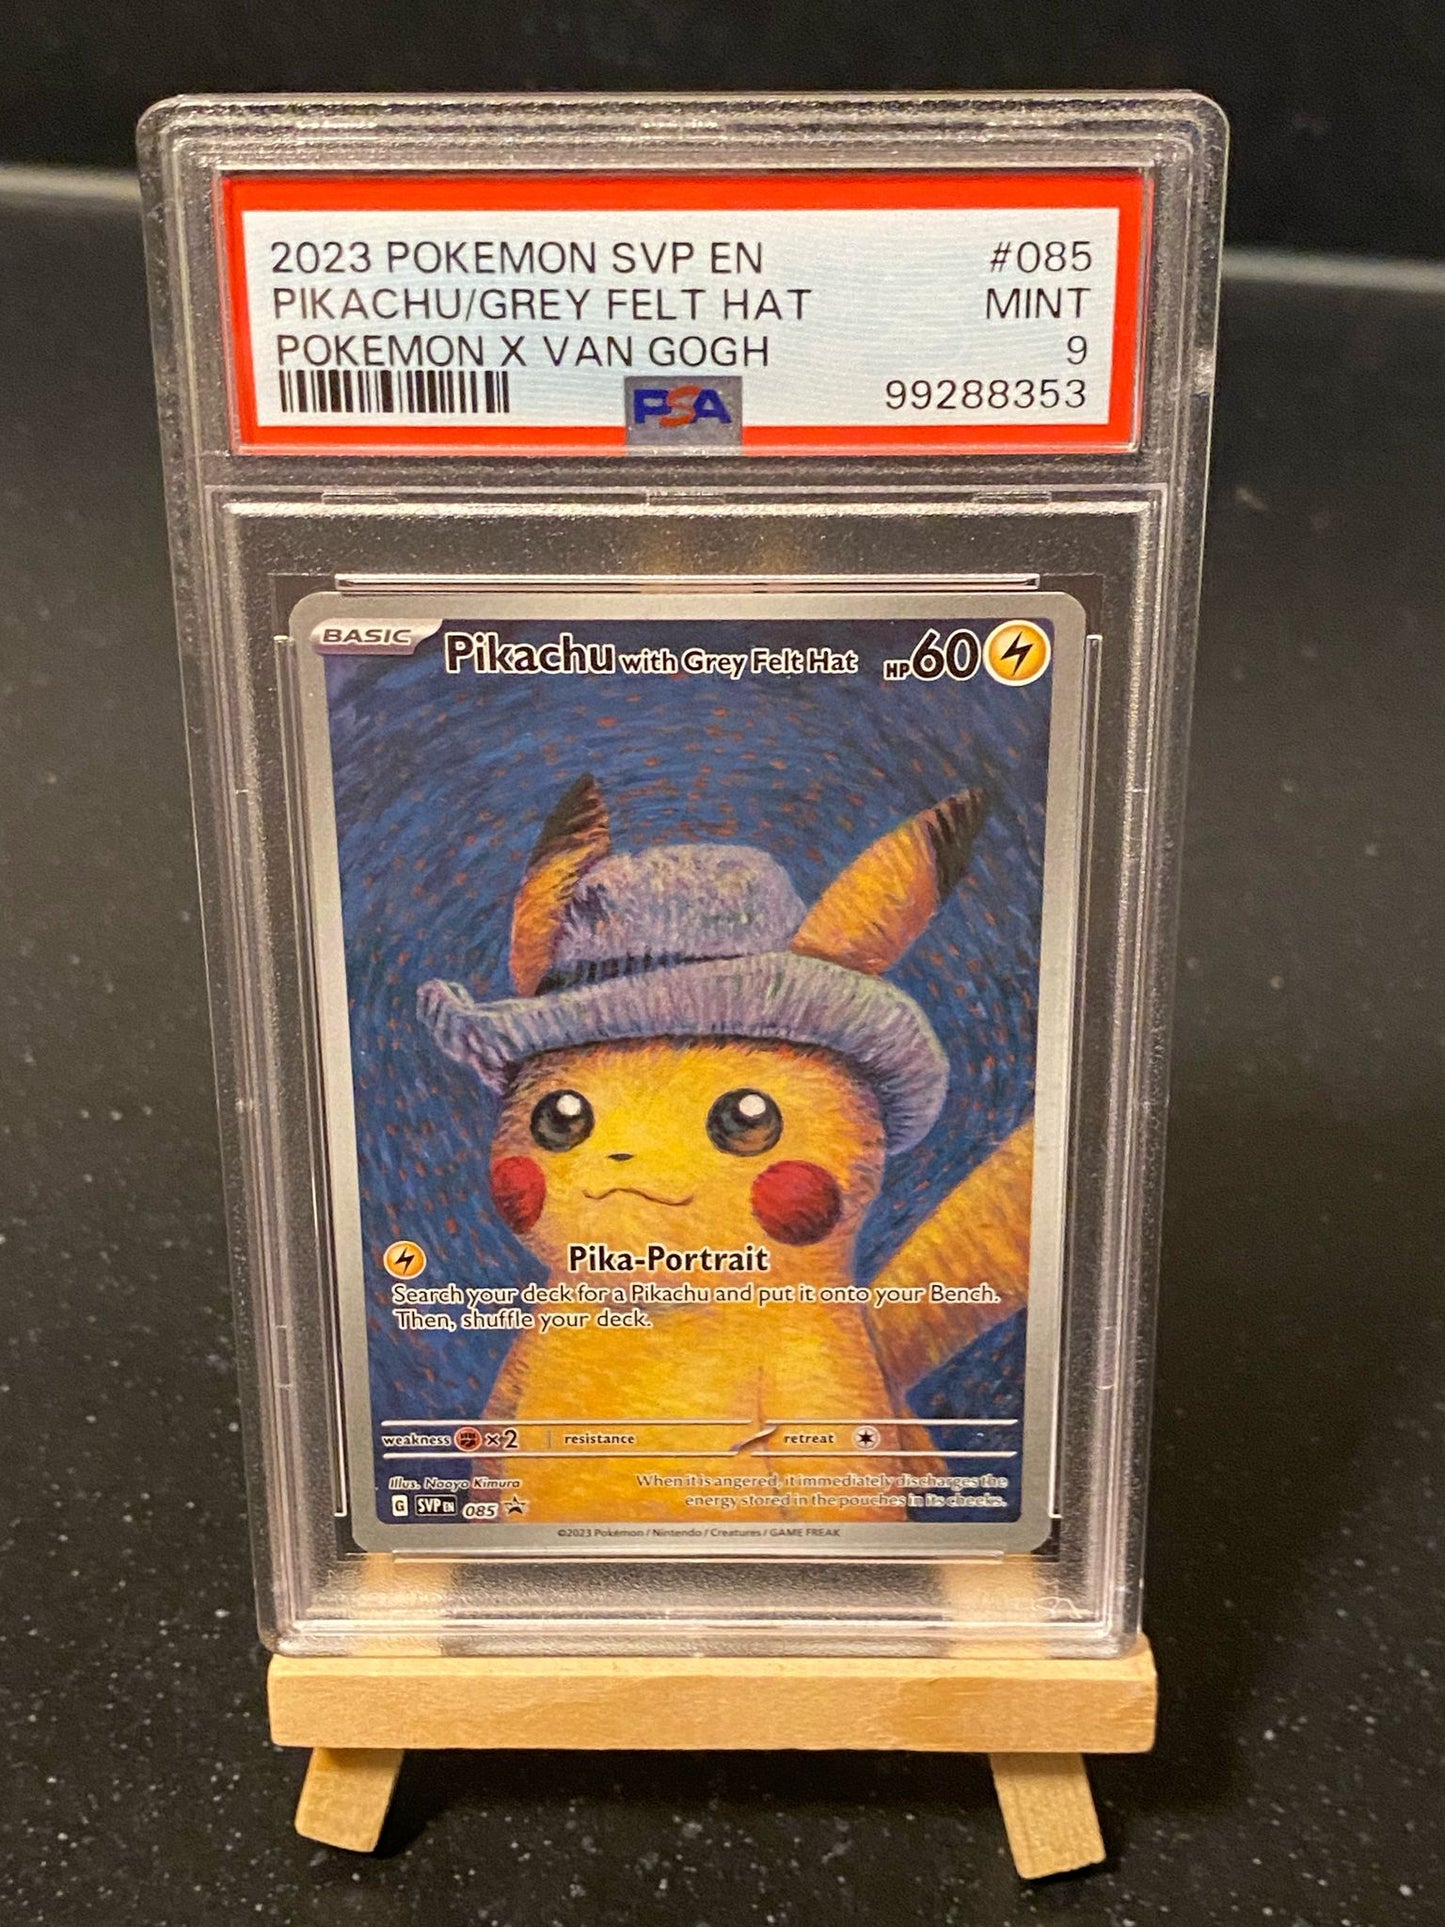 2023 POKEMON SVP EN #085
PIKACHU/GREY FELT HAT MINT
POKEMON X VAN GOGH 9
PSA 99288353
BASIC Pikachu with Grey Felt Hat HP 60
Pika-Portrait
Search your deck for a Pikachu and put it onto your Bench.
Then, shuffle your deck.
weakness ×2 resistance retreat
Illus. Naoyo Kimura
When it is angered, it immediately discharges the
energy stored in the pouches in its cheeks.
G SVP EN 085
©2023 Pokémon / Nintendo / Creatures / GAME FREAK